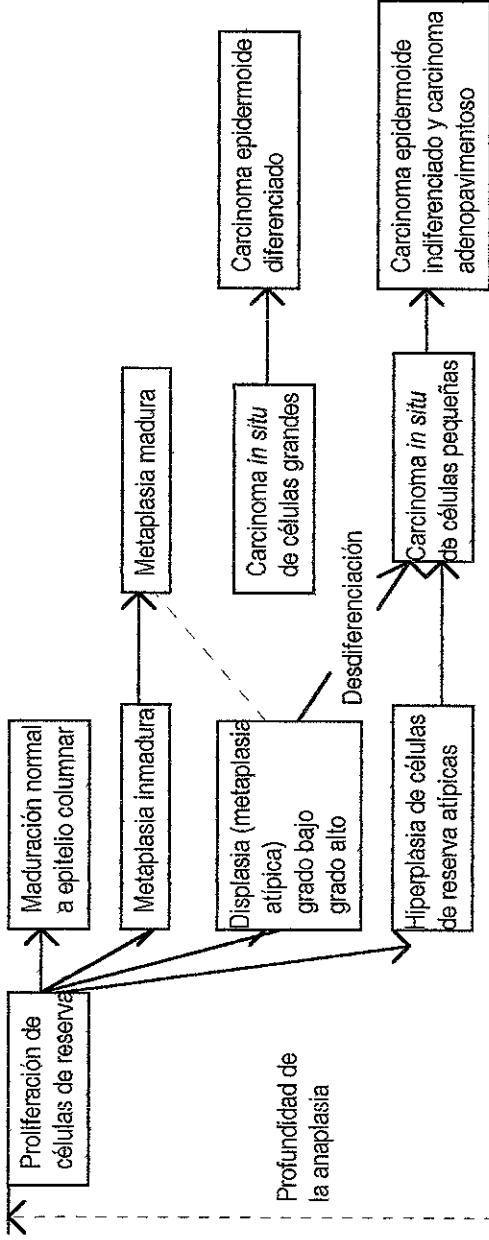 Proliferación de
células de reserva
Maduración normal
a epitelio columnar
Metaplasia inmadura
Metaplasia madura
Displasia (metaplasia
atípica)
grado bajo
grado alto
Carcinoma in situ
de células grandes
Carcinoma epidermoide
diferenciado
Desdiferenciación
Profundidad de
la anaplasia
Hiperplasia de células
de reserva atípicas
Carcinoma in situ
de células pequeñas
Carcinoma epidermoide
indiferenciado y carcinoma
adenopavimentoso